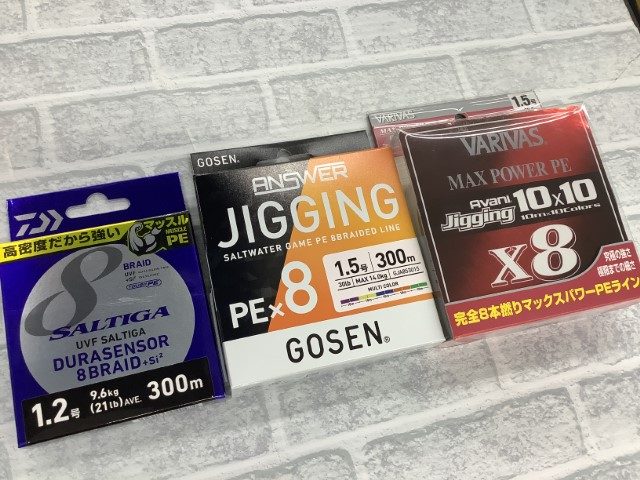 DAIWA
高密度だから強い
マッスル
PE
8
BRAID
SALTIGA
UVF SALTIGA
DURASENSOR
8BRAID+Si²
1.2号
9.6kg
(21lb) AVE.
300m
GOSEN
ANSWER
JIGGING
SALTWATER GAME PE 8BRAIDED LINE
PE×8
1.5号
300m
30lb
MULTI COLOR
GOSEN®
1.5号
VARIVAS
VARIVAS
MAX POWER PE
Avani
Jigging
10×10
10m×10Colors
X8
究極の強さ
完全8本撚りマックスパワーPEライン